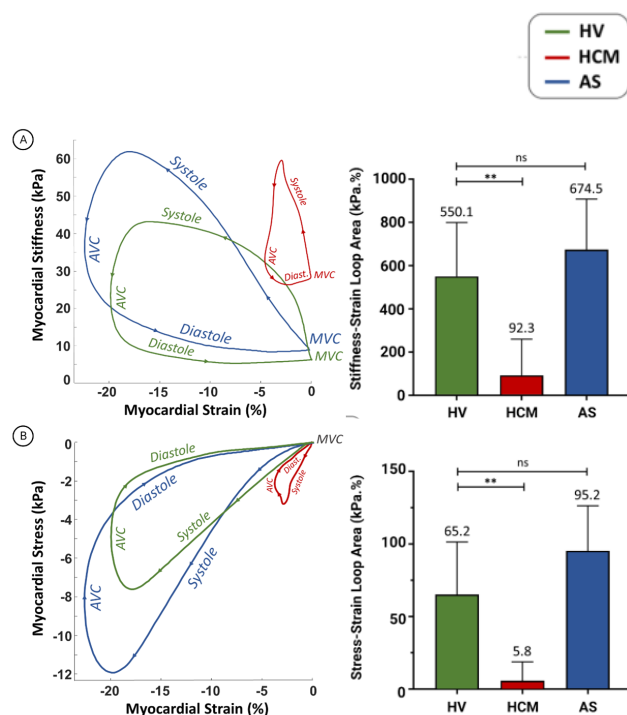 HV
HCM
AS
A
Myocardial Stiffness (kPa)
60
50
40
30
20
10
0
Systole
Systole
Systole
AVC
AVC
AVC
Diast.
MVC
Diastole
Diastole
MVC
MVC
-20
-15
-10
-5
0
Myocardial Strain (%)
Stiffness-Strain Loop Area (kPa.%)
1000
800
600
400
200
0
ns
**
550.1
92.3
674.5
HV
HCM
AS
B
Myocardial Stress (kPa)
0
-2
-4
-6
-8
-10
-12
MVC
Diastole
Diastole
Diast.
AVC
Systole
Systole
Systole
AVC
AVC
-20
-15
-10
-5
0
Myocardial Strain (%)
Stress-Strain Loop Area (kPa.%)
150
100
50
0
ns
**
65.2
5.8
95.2
HV
HCM
AS